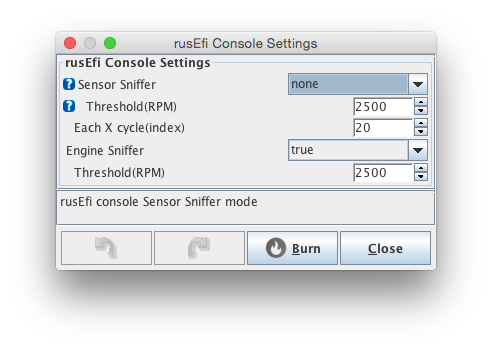 rusEfi Console Settings
rusEfi Console Settings
? Sensor Sniffer none
? Threshold(RPM) 2500
Each X cycle(index) 20
Engine Sniffer true
Threshold(RPM) 2500
rusEfi console Sensor Sniffer mode
Burn Close